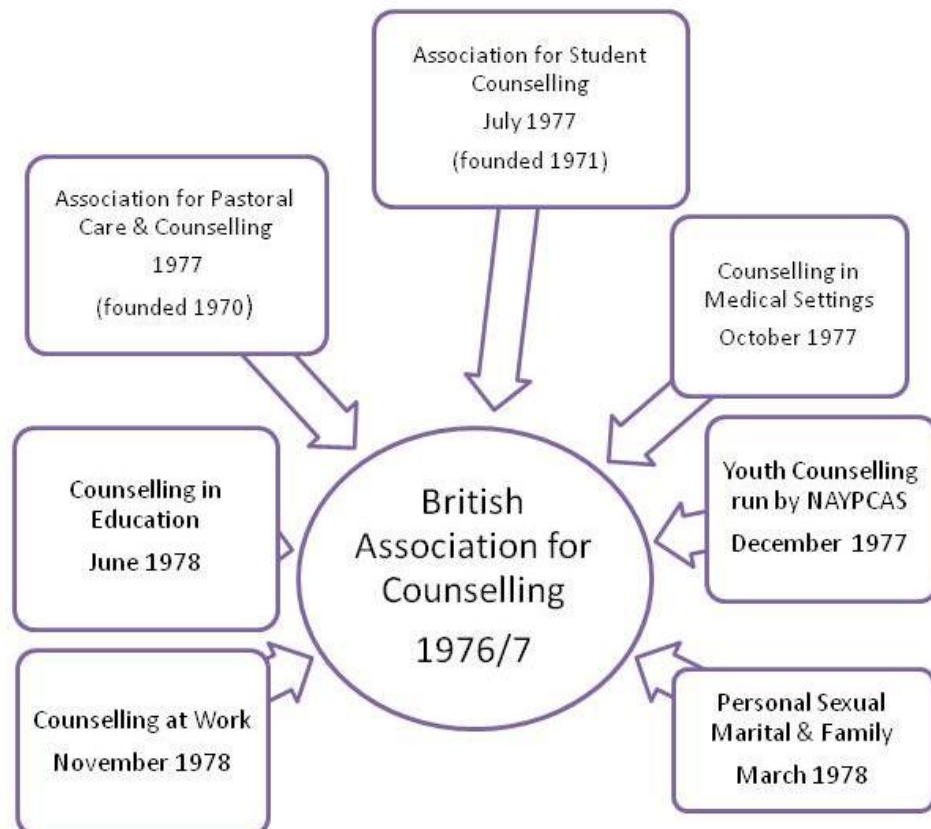 Association for Student
Counselling
July 1977
(founded 1971)
Association for Pastoral
Care & Counselling
1977
(founded 1970)
Counselling in
Medical Settings
October 1977
Counselling in
Education
June 1978
British
Association for
Counselling
1976/7
Youth Counselling
run by NAYPCAS
December 1977
Counselling at Work
November 1978
Personal Sexual
Marital & Family
March 1978